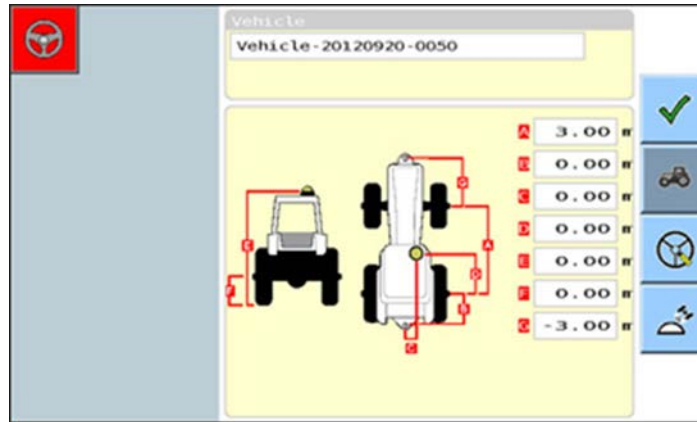 Vehicle
Vehicle-20120920-0050
A 3.00 m
B 0.00 m
C 0.00 m
D 0.00 m
E 0.00 m
F 0.00 m
G -3.00 m
G
E
A
D
F
B
C